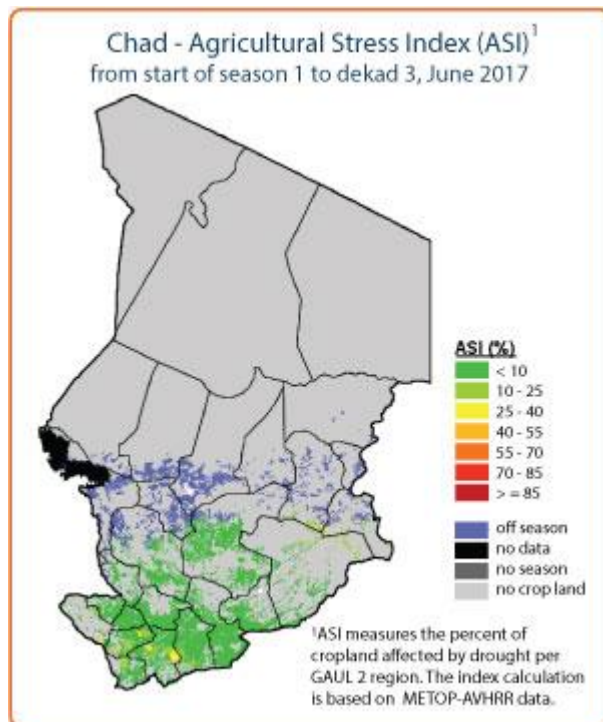 Chad - Agricultural Stress Index (ASI)¹
from start of season 1 to dekad 3, June 2017
ASI (%)
< 10
10 - 25
25 - 40
40 - 55
55 - 70
70 - 85
> = 85
off season
no data
no season
no crop land
¹ASI measures the percent of
cropland affected by drought per
GAUL 2 region. The index calculation
is based on METOP-AVHRR data.